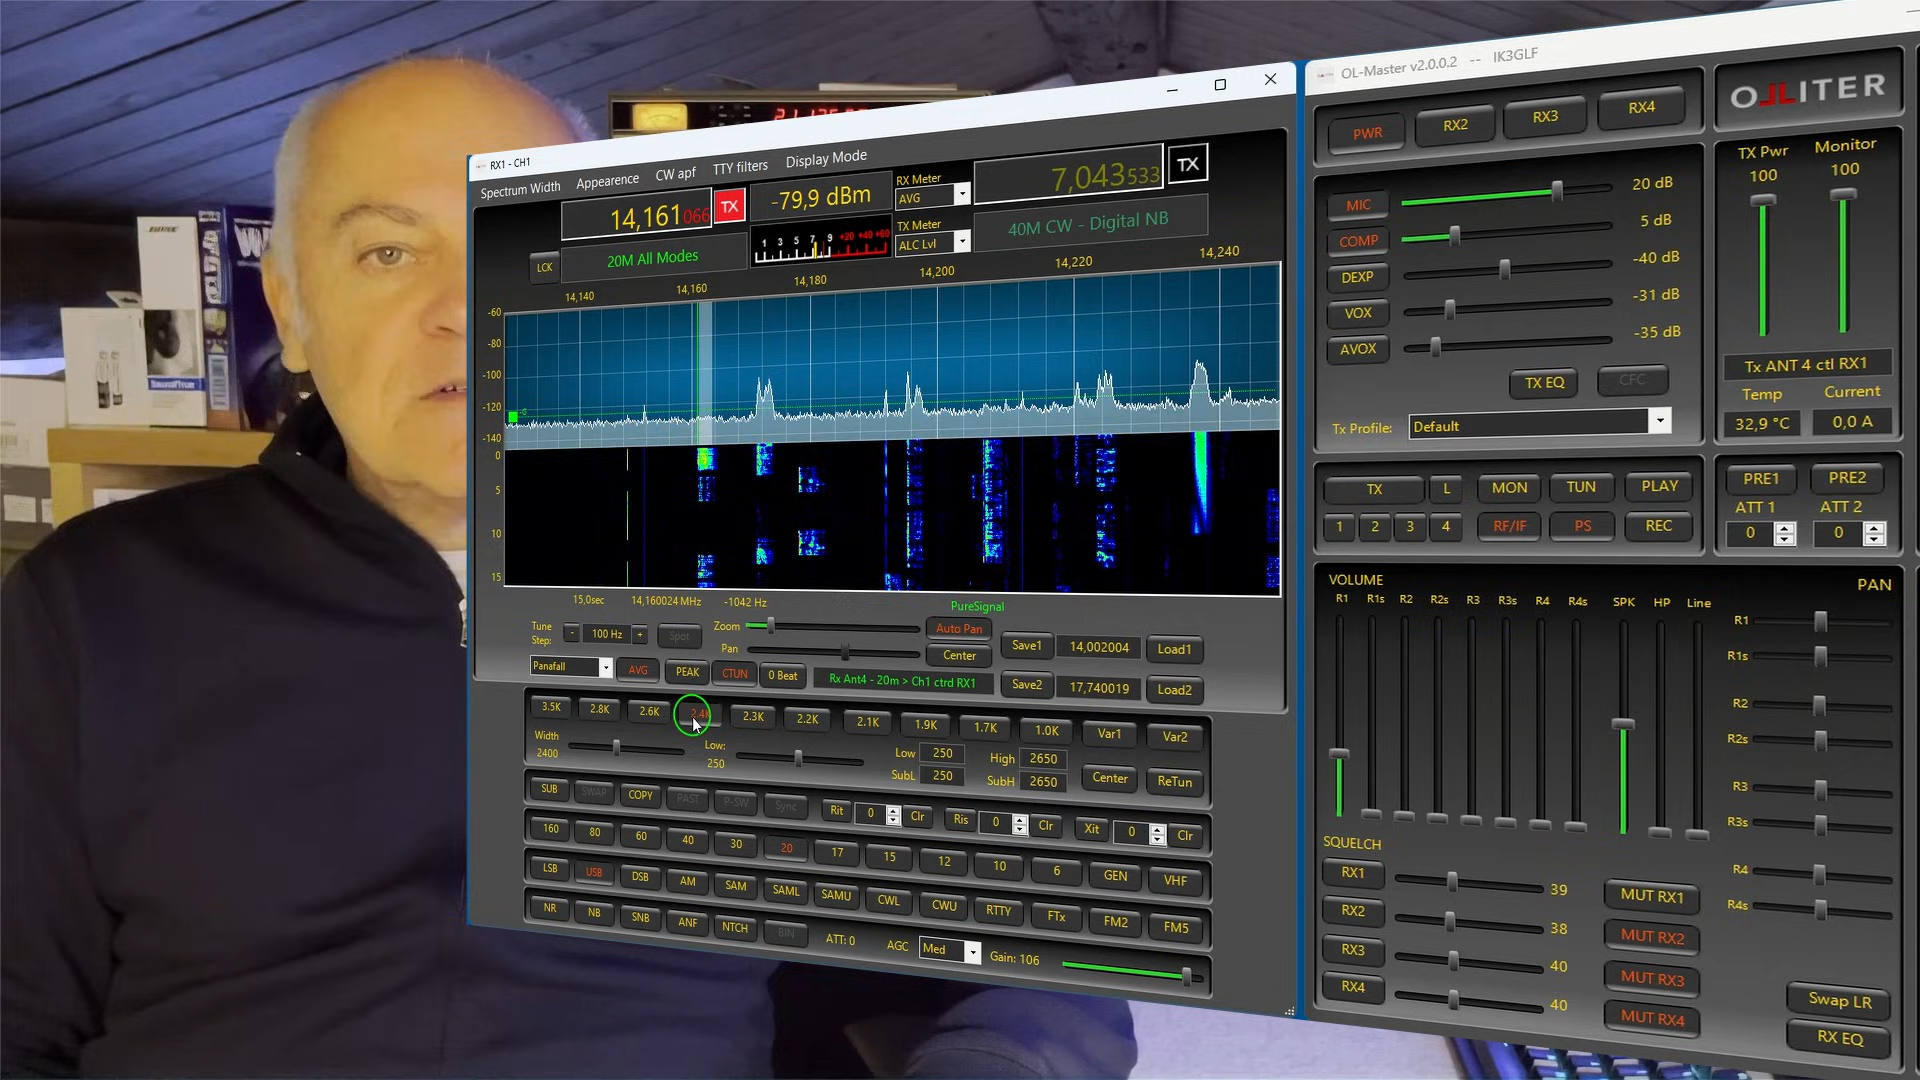 OL-Master v2.0.0.2 -- IK3GLF
RX1 - CH1
Spectrum Width Appearence CW apf TTY filters Display Mode
14,161066 TX -79,9 dBm RX Meter 7,043533 TX
AVG
TX Meter
ALC Lvl
1 3 5 7 9 +20 +40 +60
LCK 20M All Modes 40M CW - Digital NB
14,140 14,160 14,180 14,200 14,220 14,240
-60
-80
-100
-120
-140
0
5
10
15
15,0sec 14,160024 MHz -1042 Hz PureSignal
Tune Step: - 100 Hz + Spot Zoom Auto Pan
Pan Center
Save1 14,002004 Load1
Panafall AVG PEAK CTUN 0 Beat Rx Ant4 - 20m > Ch1 ctrd RX1 Save2 17,740019 Load2
3.5K 2.8K 2.6K 2.4K 2.3K 2.2K 2.1K 1.9K 1.7K 1.0K Var1 Var2
Width 2400 Low: 250 Low 250 High 2650 Center ReTun
SubL 250 SubH 2650
SUB SWAP COPY PAST P-SW Sync Rit 0 Clr Ris 0 Clr Xit 0 Clr
160 80 60 40 30 20 17 15 12 10 6 GEN VHF
LSB USB DSB AM SAM SAML SAMU CWL CWU RTTY FTx FM2 FM5
NR NB SNB ANF NTCH BIN ATT: 0 AGC Med Gain: 106
PWR RX2 RX3 RX4
OLLITER
MIC 20 dB
COMP 5 dB
DEXP -40 dB
VOX -31 dB
AVOX -35 dB
TX EQ CFC
Tx Profile: Default
TX Pwr Monitor
100 100
Tx ANT 4 ctl RX1
Temp Current
32,9 °C 0,0 A
TX L MON TUN PLAY
1 2 3 4 RF/IF PS REC
PRE1 PRE2
ATT 1 ATT 2
0 0
VOLUME
R1 R1s R2 R2s R3 R3s R4 R4s SPK HP Line
PAN
R1
R1s
R2
R2s
R3
R3s
R4
R4s
SQUELCH
RX1 39 MUT RX1
RX2 38 MUT RX2
RX3 40 MUT RX3
RX4 40 MUT RX4
Swap LR
RX EQ